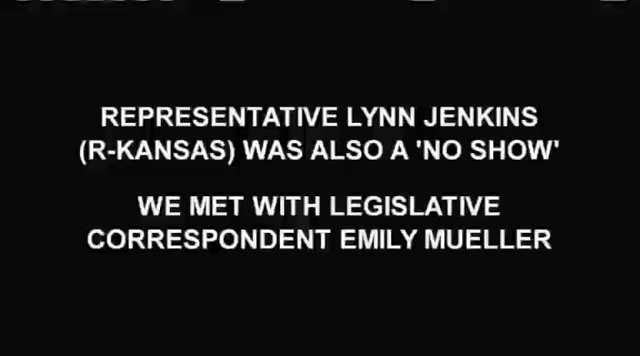 REPRESENTATIVE LYNN JENKINS
(R-KANSAS) WAS ALSO A 'NO SHOW'
WE MET WITH LEGISLATIVE
CORRESPONDENT EMILY MUELLER